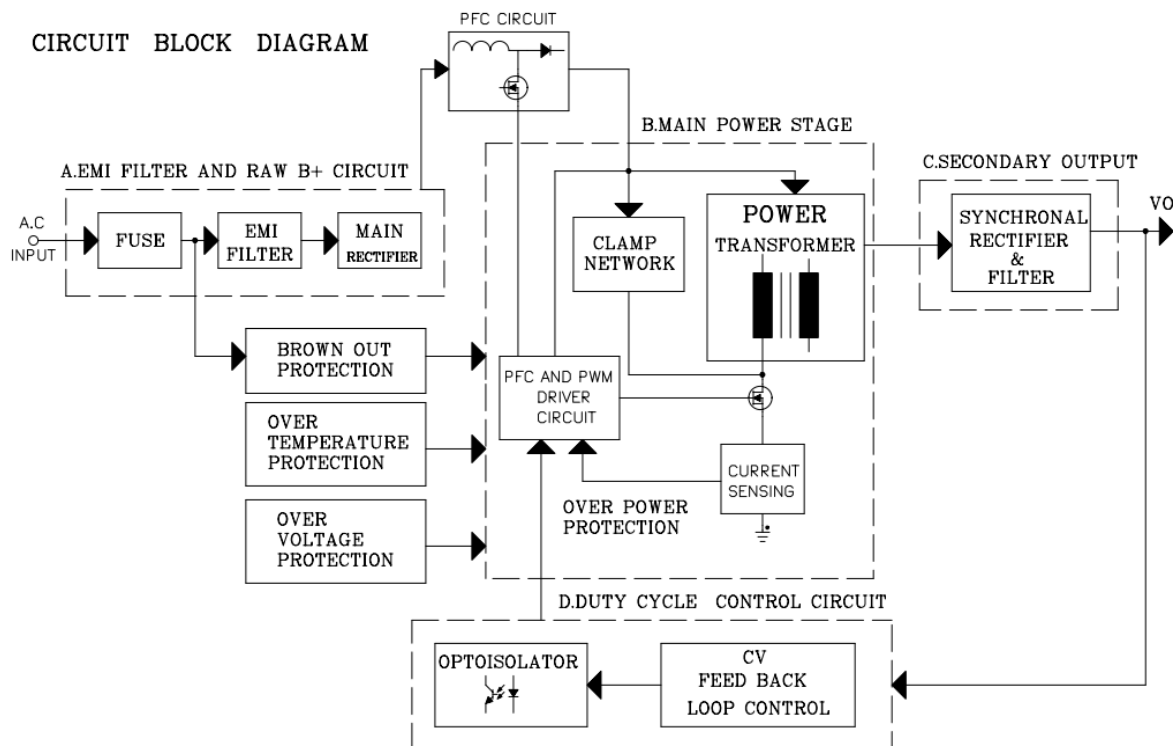 CIRCUIT BLOCK DIAGRAM
PFC CIRCUIT
A.EMI FILTER AND RAW B+ CIRCUIT
A.C
INPUT
FUSE
EMI
FILTER
MAIN
RECTIFIER
B.MAIN POWER STAGE
CLAMP
NETWORK
POWER
TRANSFORMER
C.SECONDARY OUTPUT
SYNCHRONAL
RECTIFIER
&
FILTER
VO
BROWN OUT
PROTECTION
OVER
TEMPERATURE
PROTECTION
OVER
VOLTAGE
PROTECTION
PFC AND PWM
DRIVER
CIRCUIT
CURRENT
SENSING
OVER POWER
PROTECTION
D.DUTY CYCLE CONTROL CIRCUIT
OPTOISOLATOR
CV
FEED BACK
LOOP CONTROL